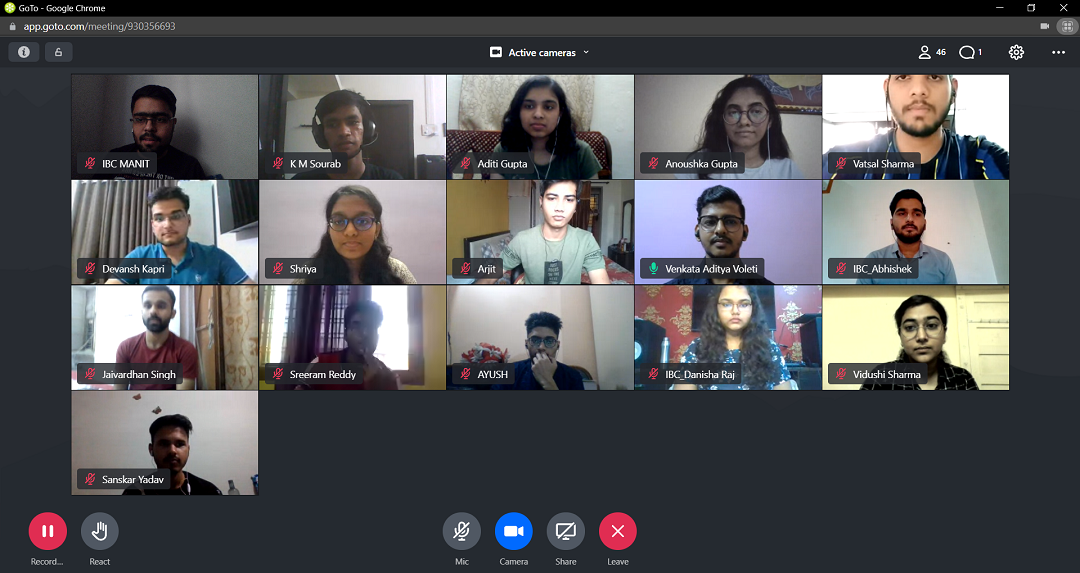 GoTo - Google Chrome
app.goto.com/meeting/930356693
Active cameras
46
1
IBC MANIT
K M Sourab
Aditi Gupta
Anoushka Gupta
Vatsal Sharma
Devansh Kapri
Shriya
Arjit
Venkata Aditya Voleti
IBC_Abhishek
Jaivardhan Singh
Sreeram Reddy
AYUSH
IBC_Danisha Raj
Vidushi Sharma
Sanskar Yadav
Record...
React
Mic
Camera
Share
Leave